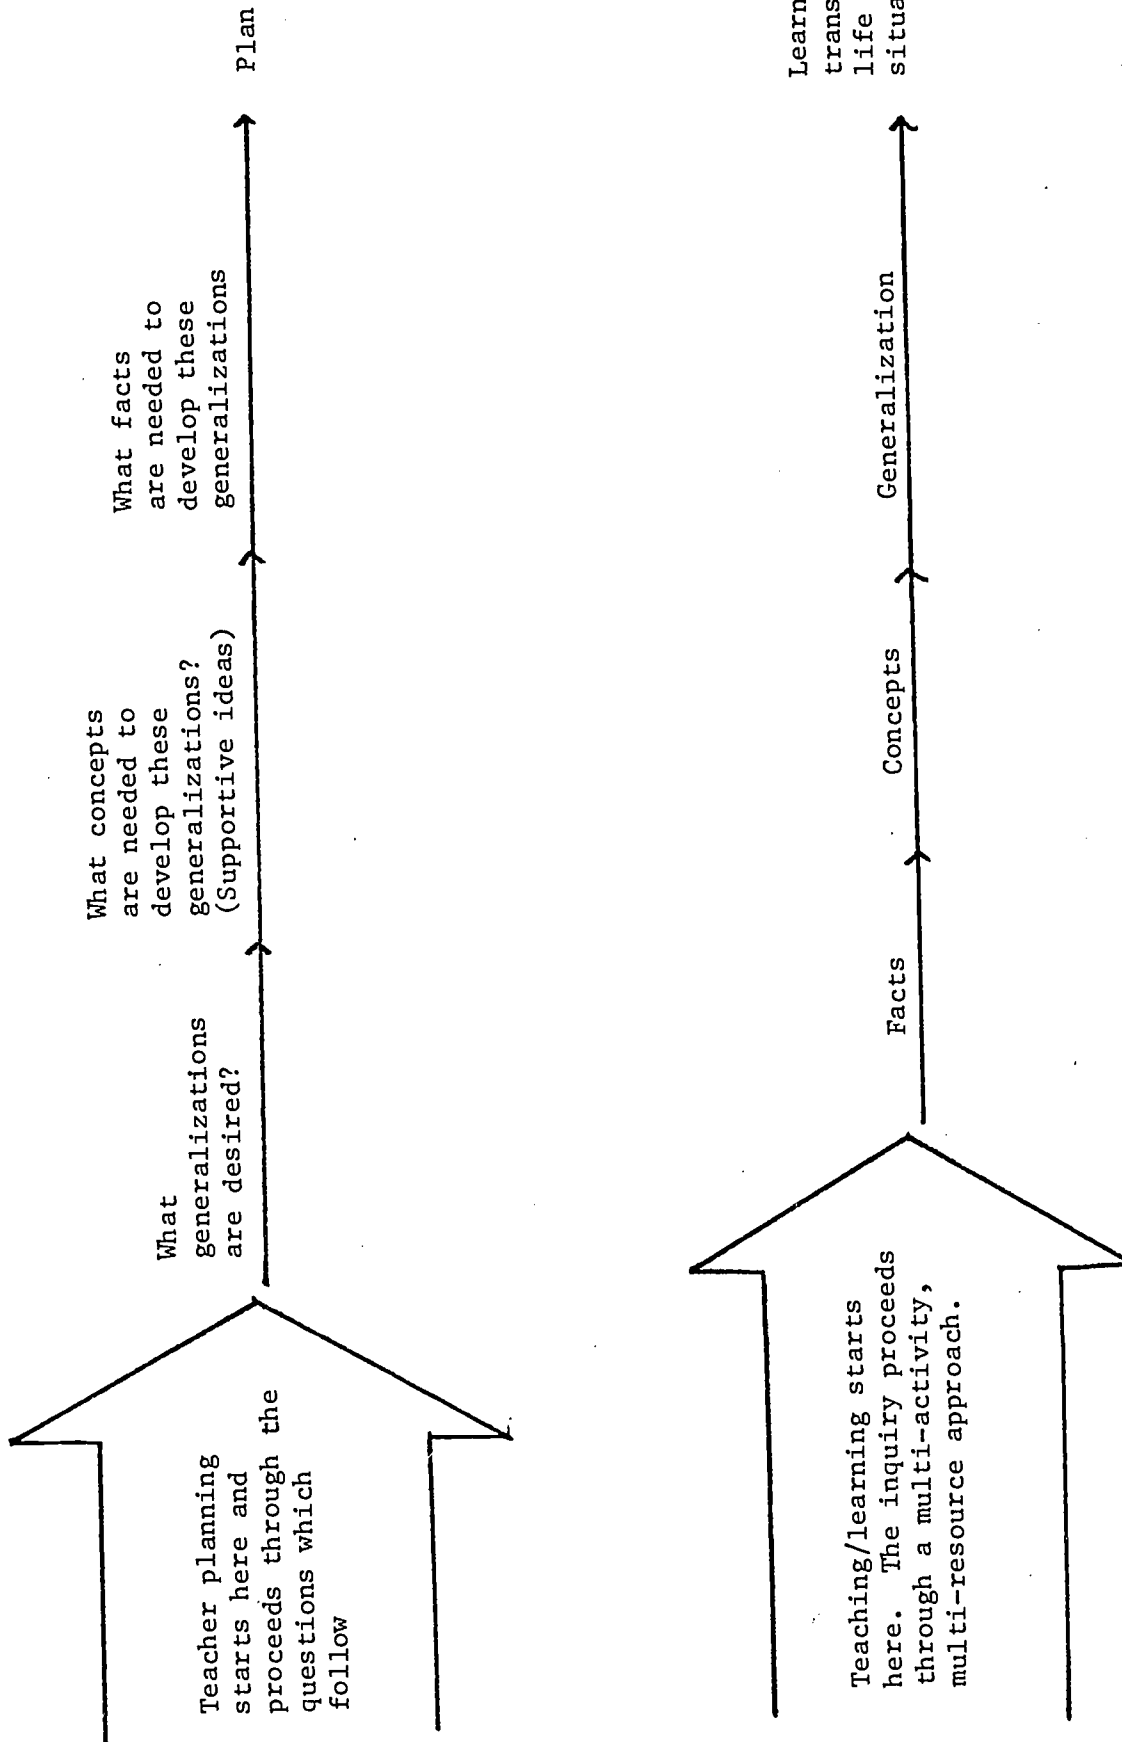 Teacher planning
starts here and
proceeds through the
questions which
follow
What
generalizations
are desired?
What concepts
are needed to
develop these
generalizations?
(Supportive ideas)
What facts
are needed to
develop these
generalizations
Plan
Teaching/learning starts
here. The inquiry proceeds
through a multi-activity,
multi-resource approach.
Facts
Concepts
Generalization
Learn
trans
life
situa